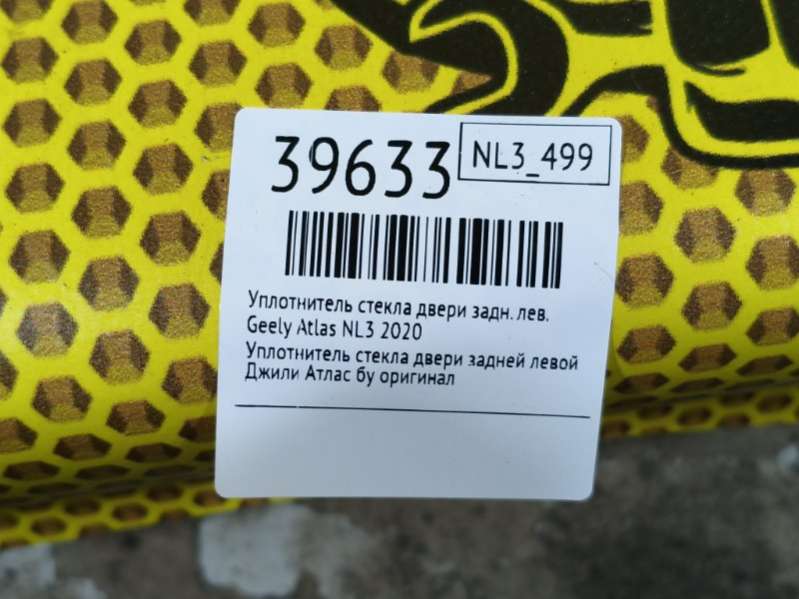 39633
NL3_499
Уплотнитель стекла двери задн. лев.
Geely Atlas NL3 2020
Уплотнитель стекла двери задней левой
Джили Атлас бу оригинал